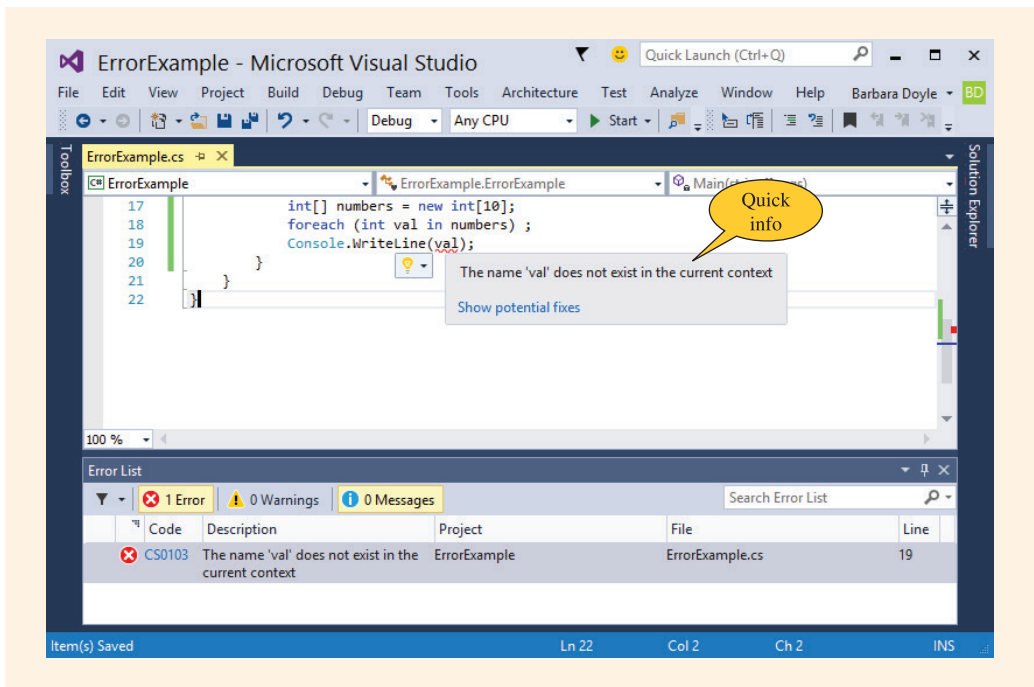 ErrorExample - Microsoft Visual Studio
Quick Launch (Ctrl+Q)
File Edit View Project Build Debug Team Tools Architecture Test Analyze Window Help Barbara Doyle BD
Debug Any CPU Start
Toolbox
ErrorExample.cs
Solution Explorer
C# ErrorExample ErrorExample.ErrorExample Main(
Quick
info
17 int[] numbers = new int[10];
18 foreach (int val in numbers) ;
19 Console.WriteLine(val);
20 }
21 }
22 }
The name 'val' does not exist in the current context
Show potential fixes
100 %
Error List
1 Error 0 Warnings 0 Messages Search Error List
Code Description Project File Line
CS0103 The name 'val' does not exist in the ErrorExample ErrorExample.cs 19
current context
Item(s) Saved Ln 22 Col 2 Ch 2 INS